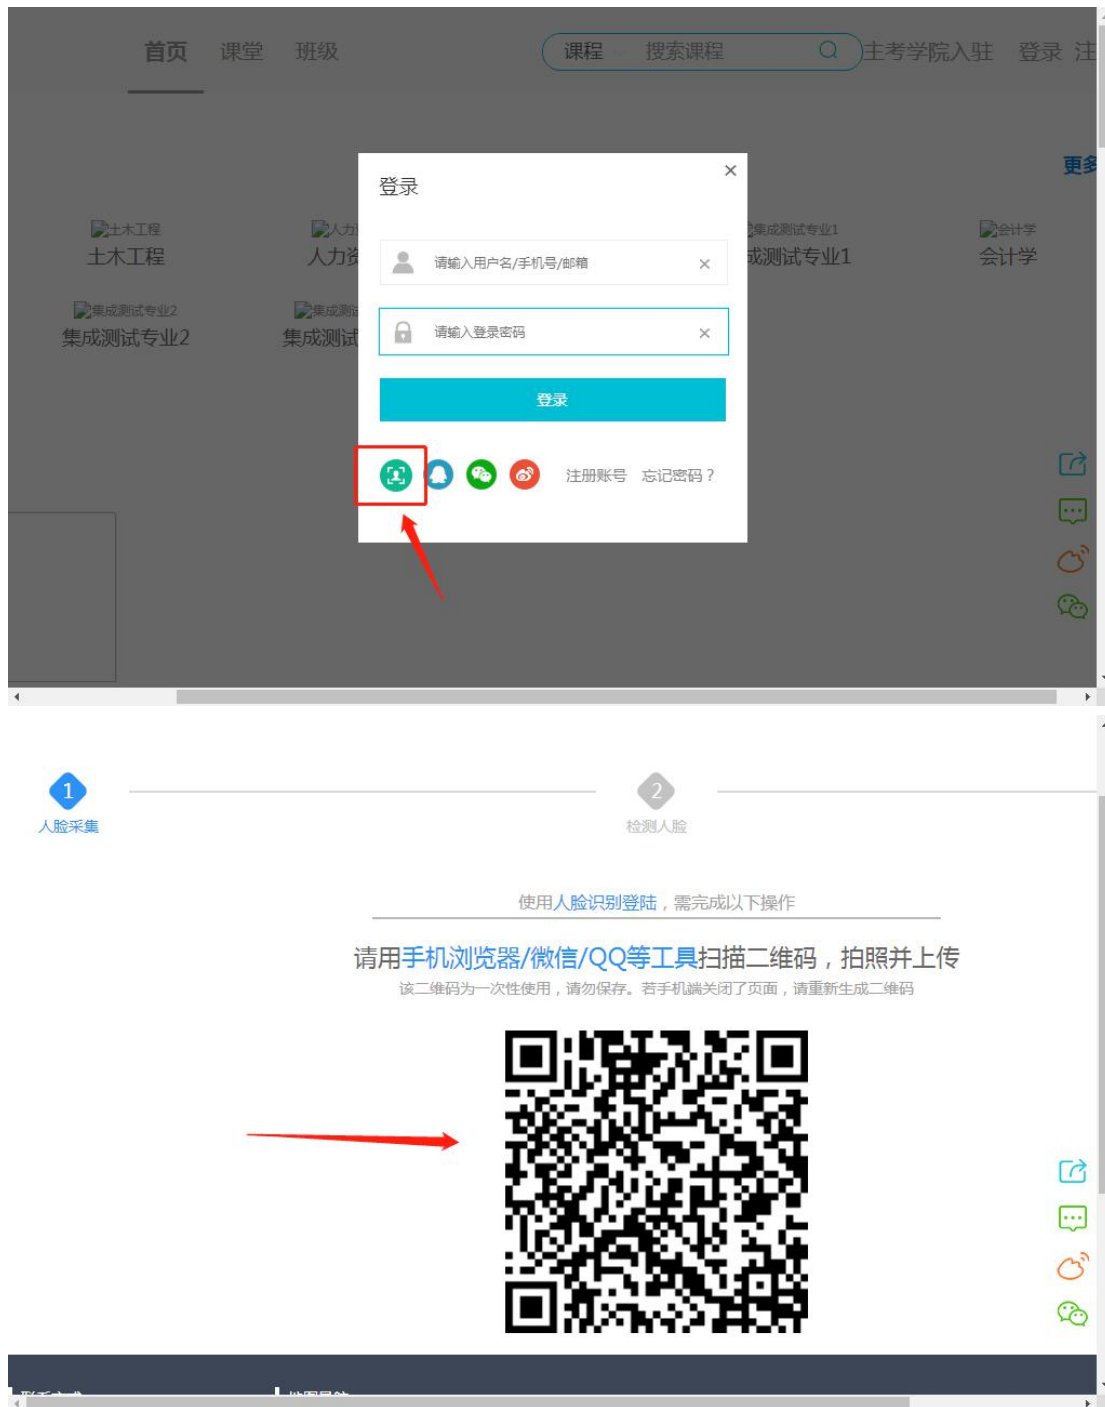 首页 课堂 班级 课程 搜索课程 主考学院入驻 登录 注
更多
登录
土木工程
土木工程
人力
人力资
集成测试专业1
成测试专业1
会计学
会计学
请输入用户名/手机号/邮箱
集成测试专业2
集成测试专业2
集成测试
集成测试
请输入登录密码
登录
注册账号 忘记密码?
1
人脸采集
2
检测人脸
使用人脸识别登陆,需完成以下操作
请用手机浏览器/微信/QQ等工具扫描二维码,拍照并上传
该二维码为一次性使用,请勿保存。若手机端关闭了页面,请重新生成二维码